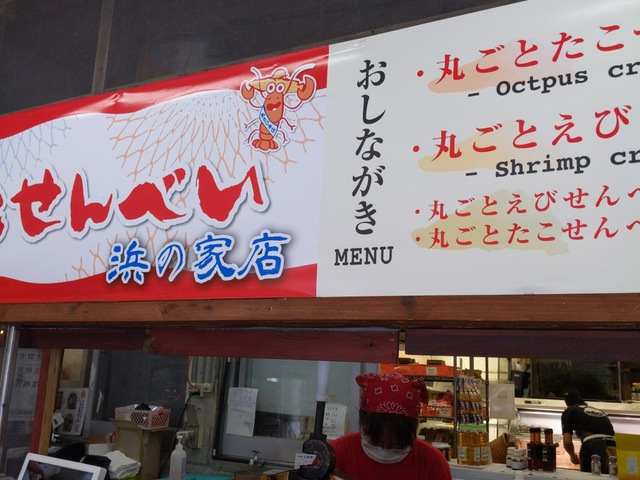 せんべい
浜の家店
おしながき
MENU
・丸ごとたこ
- Octpus cr
・丸ごとえび
- Shrimp cr
・丸ごとえびせん
・丸ごとたこせん